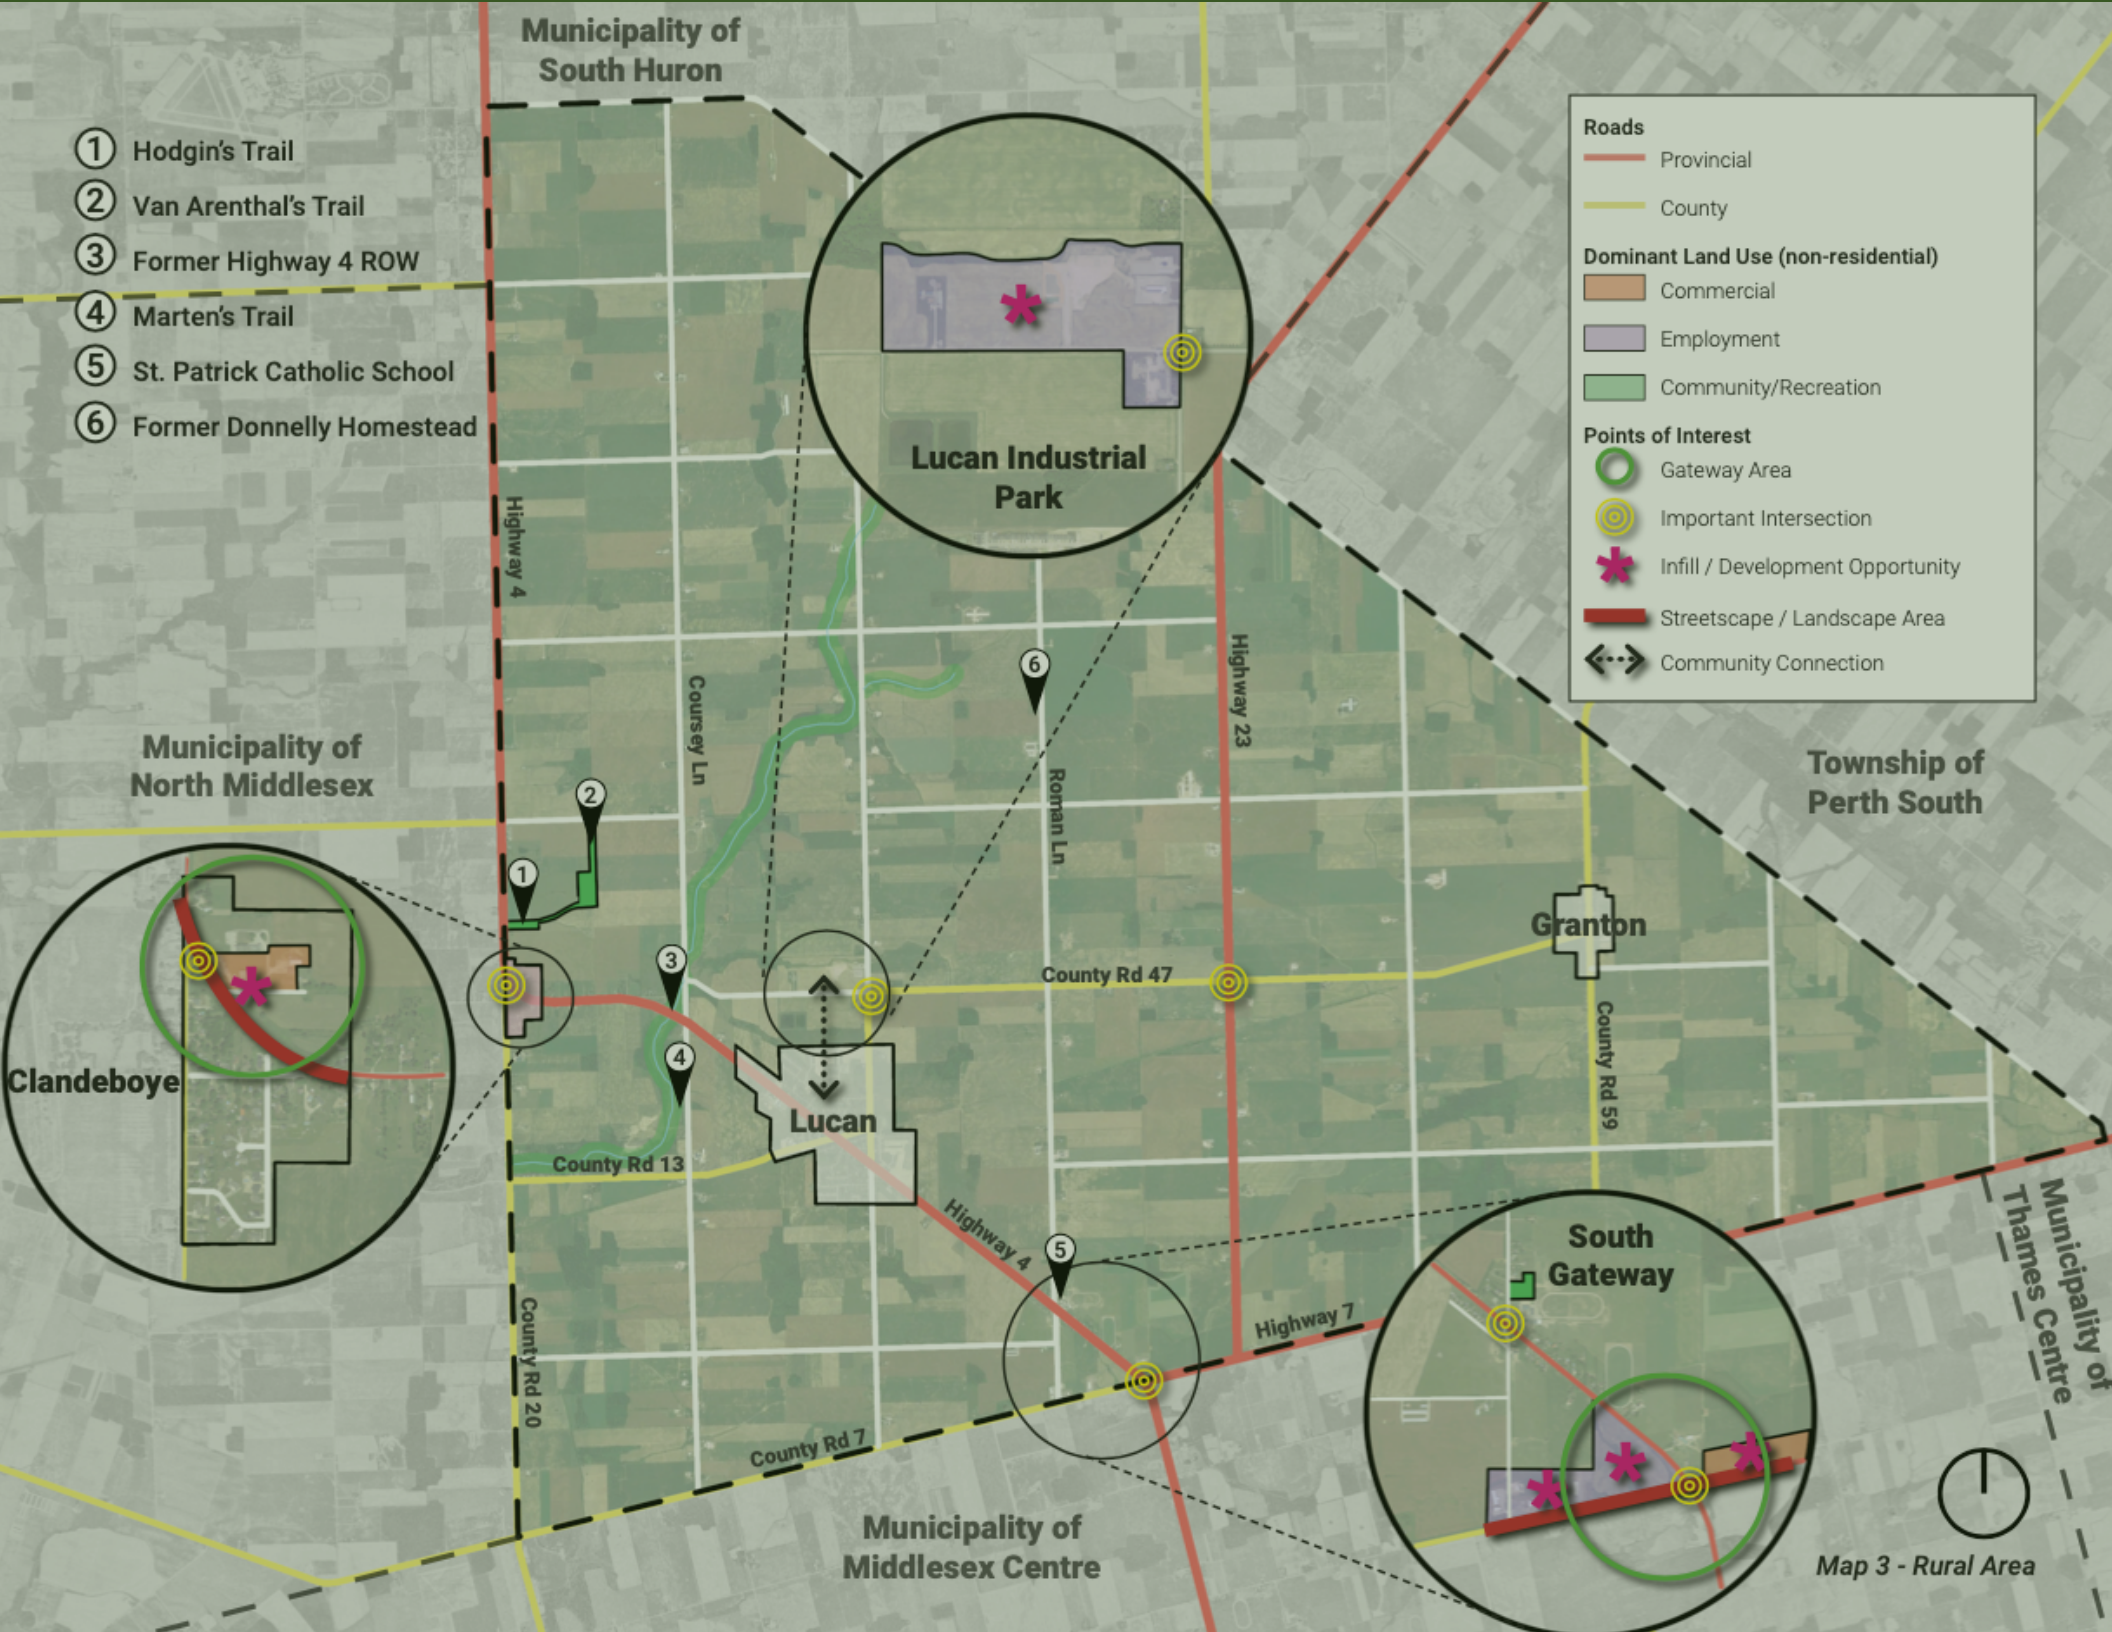 Municipality of
South Huron
1 Hodgin's Trail
2 Van Arenthal's Trail
3 Former Highway 4 ROW
4 Marten's Trail
5 St. Patrick Catholic School
6 Former Donnelly Homestead
Roads
Provincial
County
Dominant Land Use (non-residential)
Commercial
Employment
Community/Recreation
Points of Interest
Gateway Area
Important Intersection
Infill / Development Opportunity
Streetscape / Landscape Area
Community Connection
Lucan Industrial
Park
Highway 4
Coursey Ln
6
Highway 23
Roman Ln
Municipality of
North Middlesex
Township of
Perth South
2
1
3
4
Granton
County Rd 47
County Rd 59
Clandeboye
Lucan
County Rd 13
Highway 4
5
County Rd 20
County Rd 7
Highway 7
South
Gateway
Municipality of
Thames Centre
Municipality of
Middlesex Centre
Map 3 - Rural Area